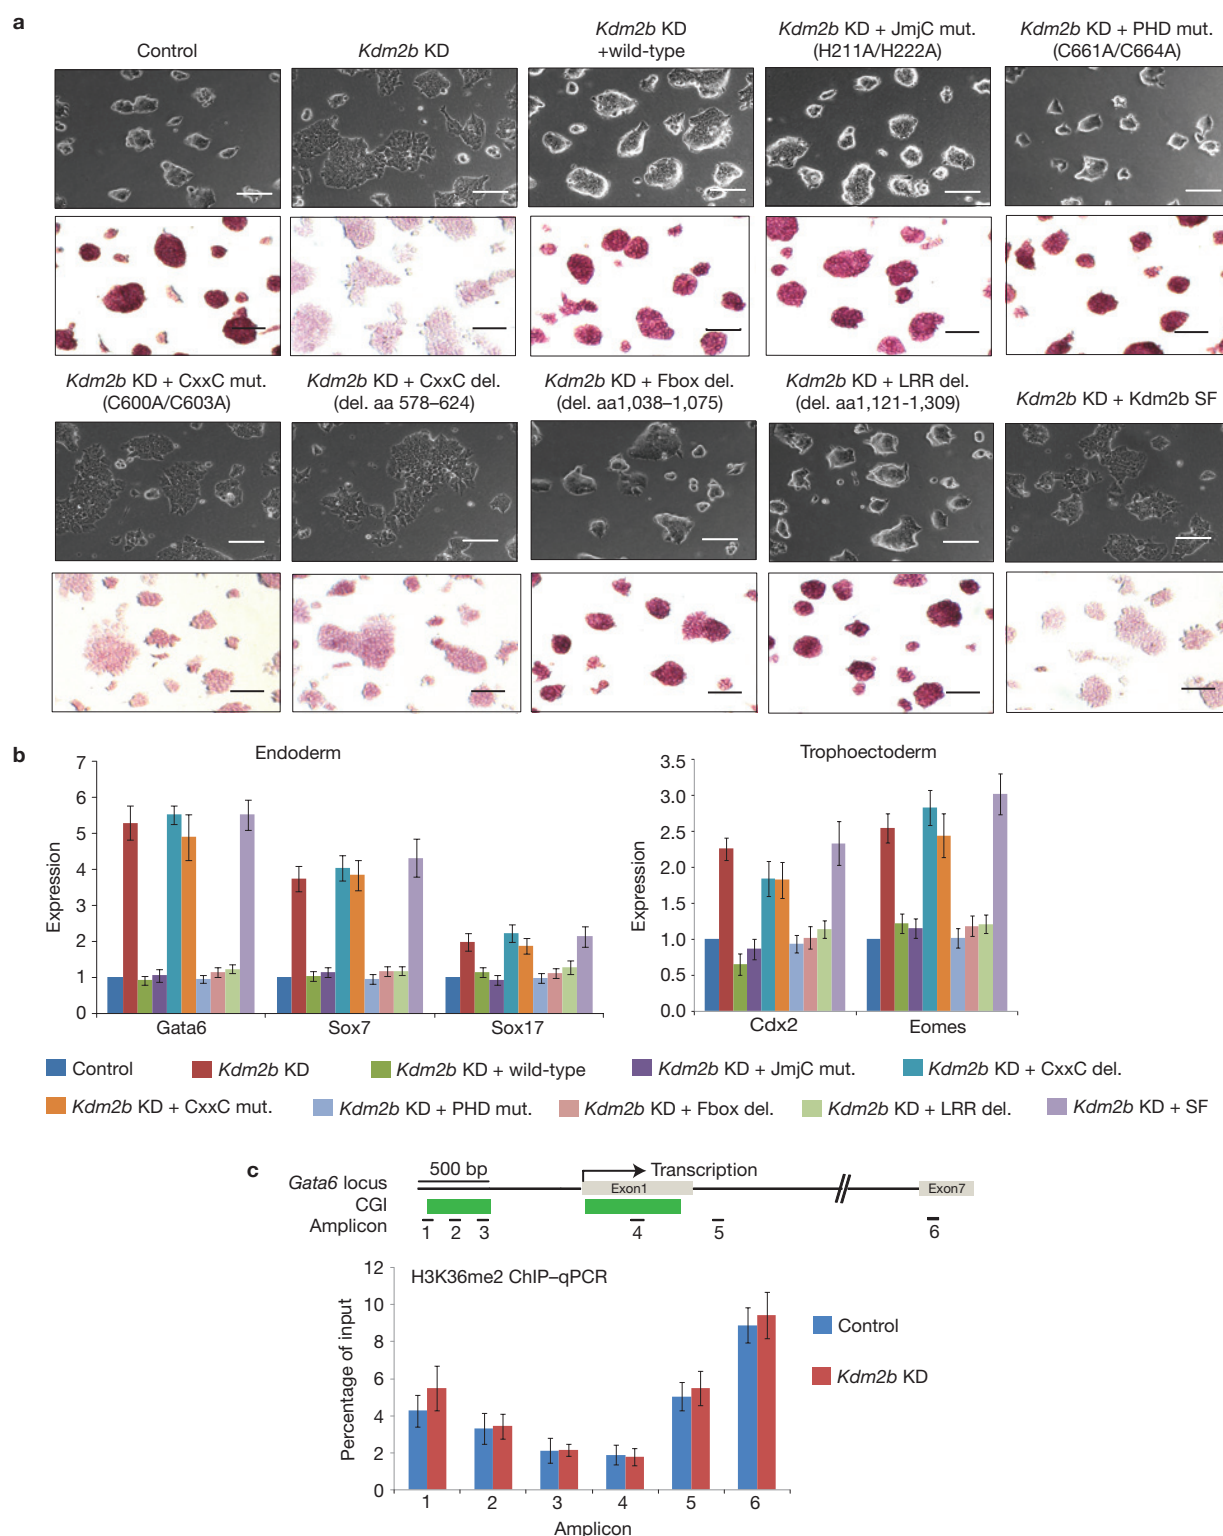 a
Control
Kdm2b KD
Kdm2b KD
+wild-type
Kdm2b KD + JmjC mut.
(H211A/H222A)
Kdm2b KD + PHD mut.
(C661A/C664A)
Kdm2b KD + CxxC mut.
(C600A/C603A)
Kdm2b KD + CxxC del.
(del. aa 578–624)
Kdm2b KD + Fbox del.
(del. aa1,038–1,075)
Kdm2b KD + LRR del.
(del. aa1,121-1,309)
Kdm2b KD + Kdm2b SF
b
Endoderm
Expression
7
6
5
4
3
2
1
0
Gata6
Sox7
Sox17
Trophoectoderm
Expression
3.5
3.0
2.5
2.0
1.5
1.0
0.5
0.0
Cdx2
Eomes
Control
Kdm2b KD
Kdm2b KD + wild-type
Kdm2b KD + JmjC mut.
Kdm2b KD + CxxC del.
Kdm2b KD + CxxC mut.
Kdm2b KD + PHD mut.
Kdm2b KD + Fbox del.
Kdm2b KD + LRR del.
Kdm2b KD + SF
c
500 bp
Transcription
Gata6 locus
Exon1
Exon7
CGI
Amplicon
1
2
3
4
5
6
H3K36me2 ChIP–qPCR
Percentage of input
12
10
8
6
4
2
0
1
2
3
4
5
6
Amplicon
Control
Kdm2b KD